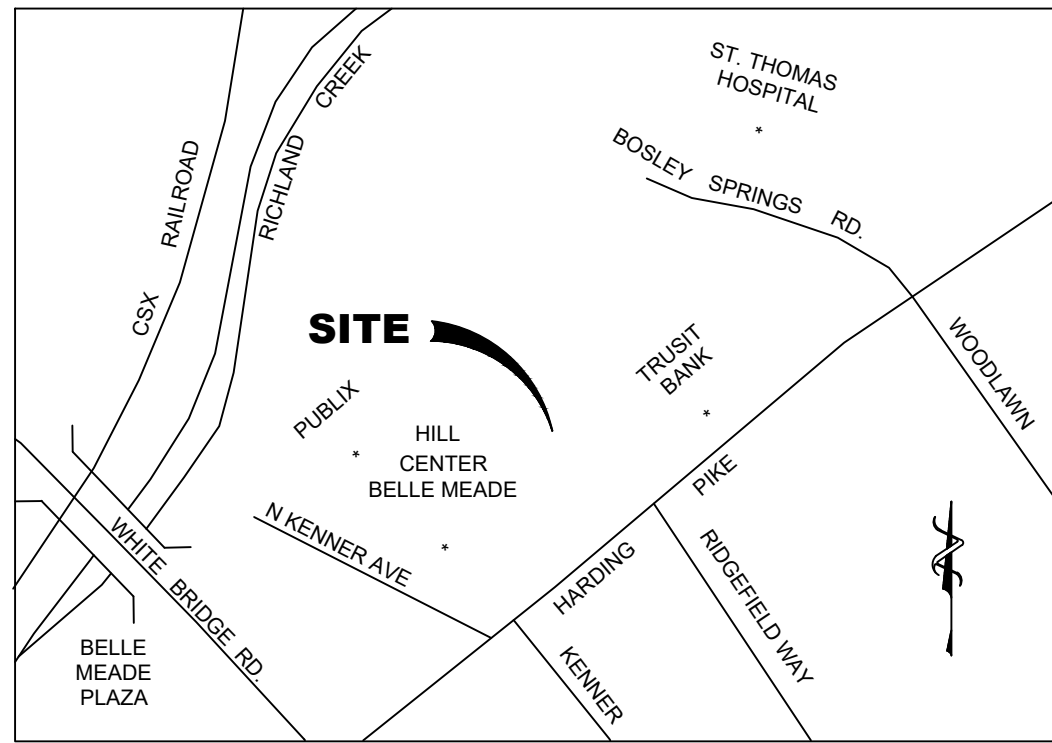 ST. THOMAS
HOSPITAL
*
BOSLEY SPRINGS RD.
CSX RAILROAD
RICHLAND CREEK
SITE
TRUSIT
BANK
*
WOODLAWN
PUBLIX
*
HILL
CENTER
BELLE MEADE
*
N KENNER AVE
HARDING PIKE
WHITE BRIDGE RD.
RIDGEFIELD WAY
KENNER
BELLE
MEADE
PLAZA